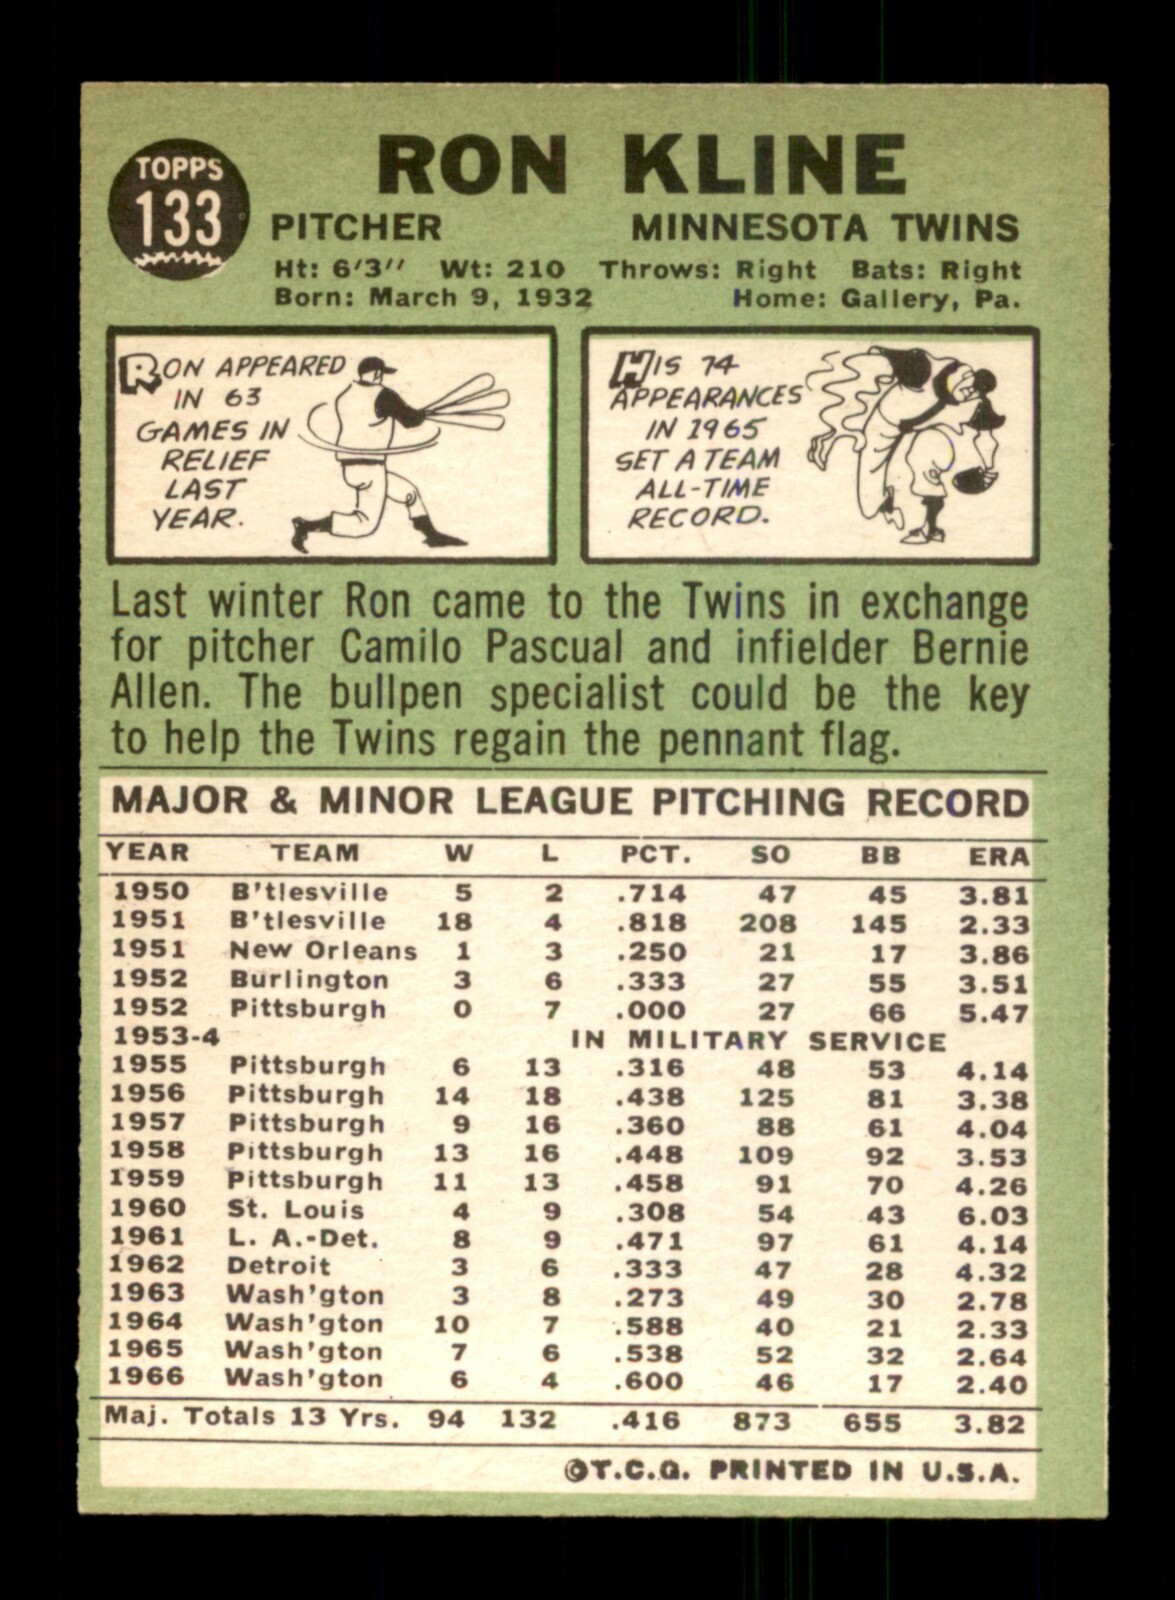 TOPPS
133
RON KLINE
PITCHER MINNESOTA TWINS
Ht: 6'3" Wt: 210 Throws: Right Bats: Right
Born: March 9, 1932 Home: Gallery, Pa.
RON APPEARED
IN 63
GAMES IN
RELIEF
LAST
YEAR.
HIS 74
APPEARANCES
IN 1965
SET A TEAM
ALL-TIME
RECORD.
Last winter Ron came to the Twins in exchange
for pitcher Camilo Pascual and infielder Bernie
Allen. The bullpen specialist could be the key
to help the Twins regain the pennant flag.
MAJOR & MINOR LEAGUE PITCHING RECORD
YEAR TEAM W L PCT. SO BB ERA
1950 B'tlesville 5 2 .714 47 45 3.81
1951 B'tlesville 18 4 .818 208 145 2.33
1951 New Orleans 1 3 .250 21 17 3.86
1952 Burlington 3 6 .333 27 55 3.51
1952 Pittsburgh 0 7 .000 27 66 5.47
1953-4 IN MILITARY SERVICE
1955 Pittsburgh 6 13 .316 48 53 4.14
1956 Pittsburgh 14 18 .438 125 81 3.38
1957 Pittsburgh 9 16 .360 88 61 4.04
1958 Pittsburgh 13 16 .448 109 92 3.53
1959 Pittsburgh 11 13 .458 91 70 4.26
1960 St. Louis 4 9 .308 54 43 6.03
1961 L. A.-Det. 8 9 .471 97 61 4.14
1962 Detroit 3 6 .333 47 28 4.32
1963 Wash'gton 3 8 .273 49 30 2.78
1964 Wash'gton 10 7 .588 40 21 2.33
1965 Wash'gton 7 6 .538 52 32 2.64
1966 Wash'gton 6 4 .600 46 17 2.40
Maj. Totals 13 Yrs. 94 132 .416 873 655 3.82
©T.C.G. PRINTED IN U.S.A.